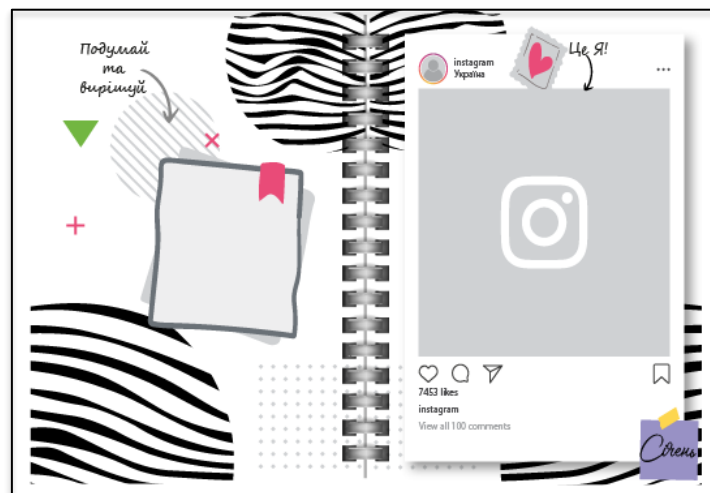 Подумай
та
вирішуй
Це Я!
instagram
Україна
7453 likes
instagram
View all 100 comments
Січень